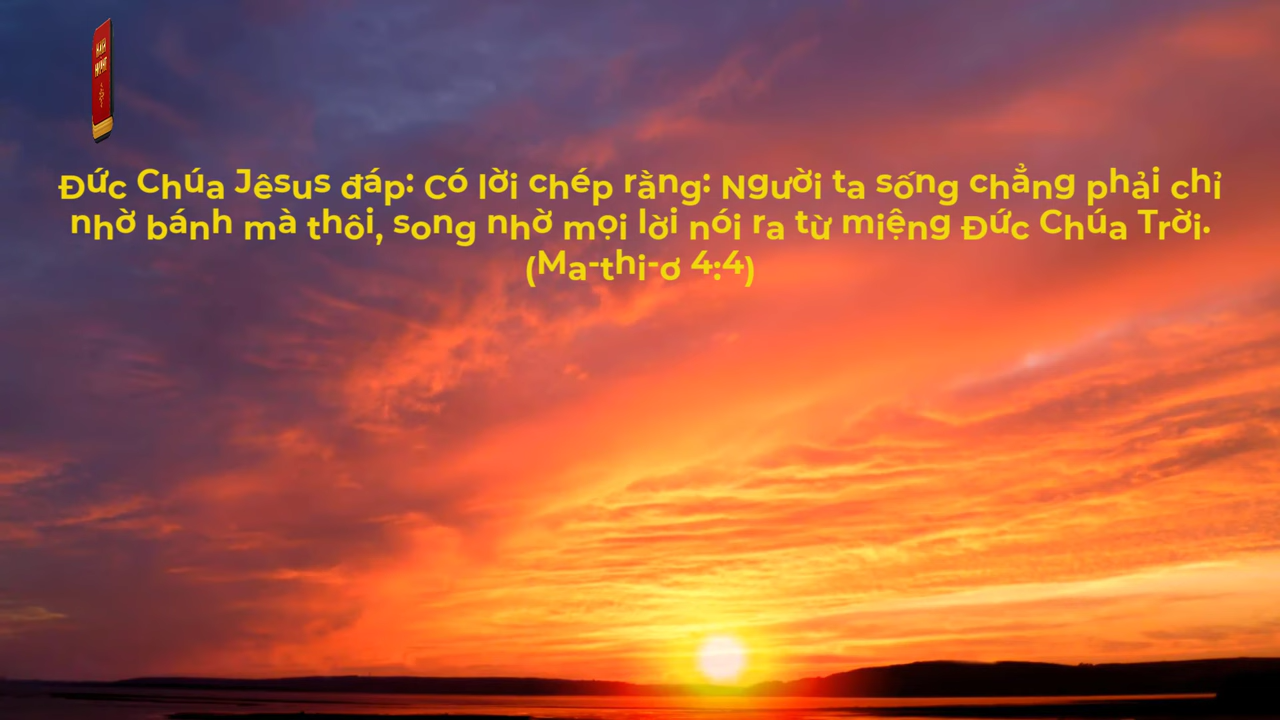 Đức Chúa Jêsus đáp: Có lời chép rằng: Người ta sống chẳng phải chỉ
nhờ bánh mà thôi, song nhờ mọi lời nói ra từ miệng Đức Chúa Trời.
(Ma-thi-ơ 4:4)